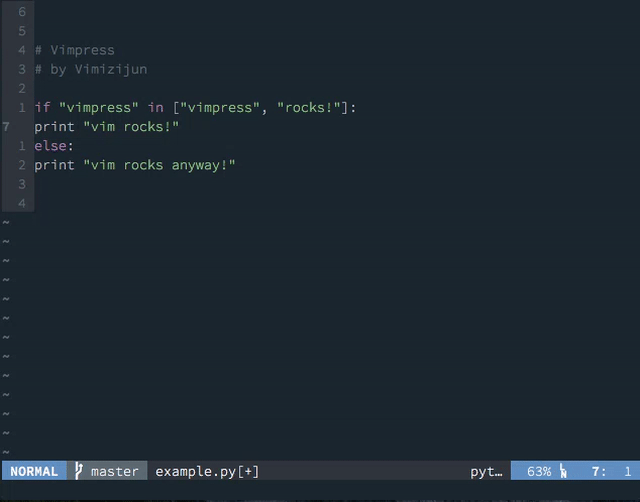 6
5
4 # Vimpress
3 # by Vimizijun
2
1 if "vimpress" in ["vimpress", "rocks!"]:
7 print "vim rocks!"
1 else:
2 print "vim rocks anyway!"
3
4
~
~
~
~
~
~
~
~
~
~
~
~
~
NORMAL master example.py[+] pyt… 63% 7: 1